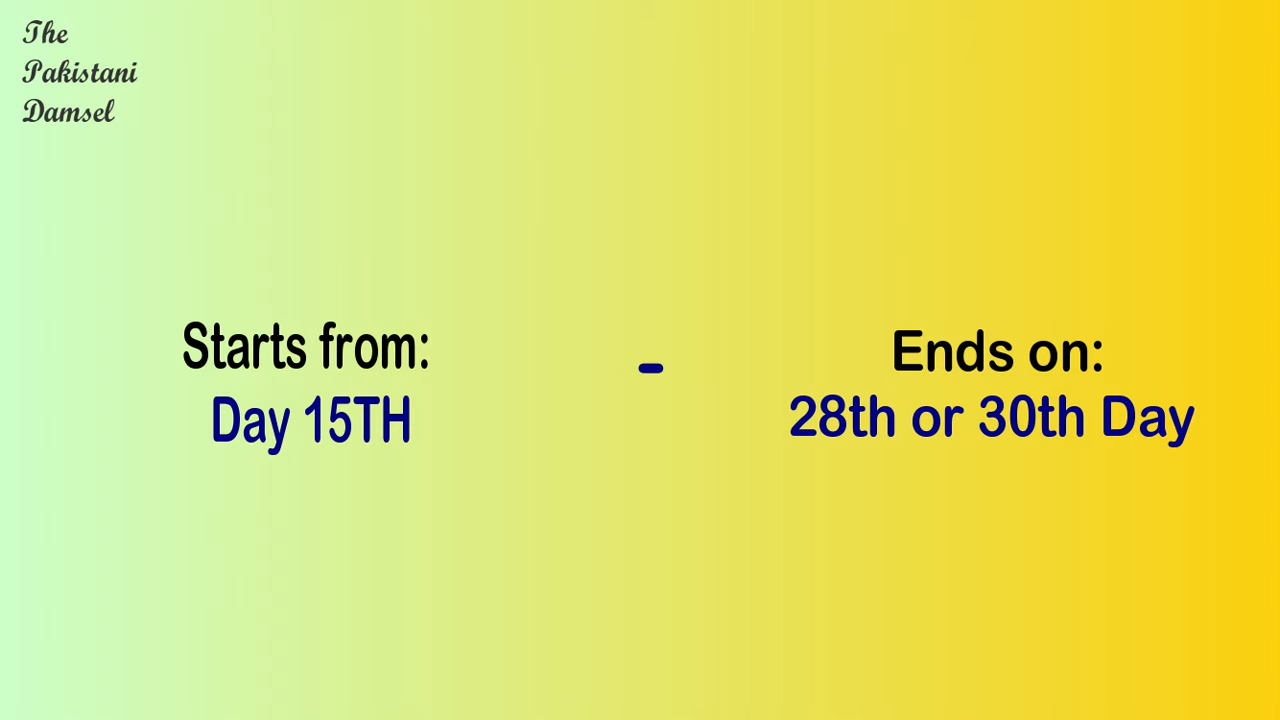 The
Pakistani
Damsel
Starts from:
Day 15TH
-
Ends on:
28th or 30th Day